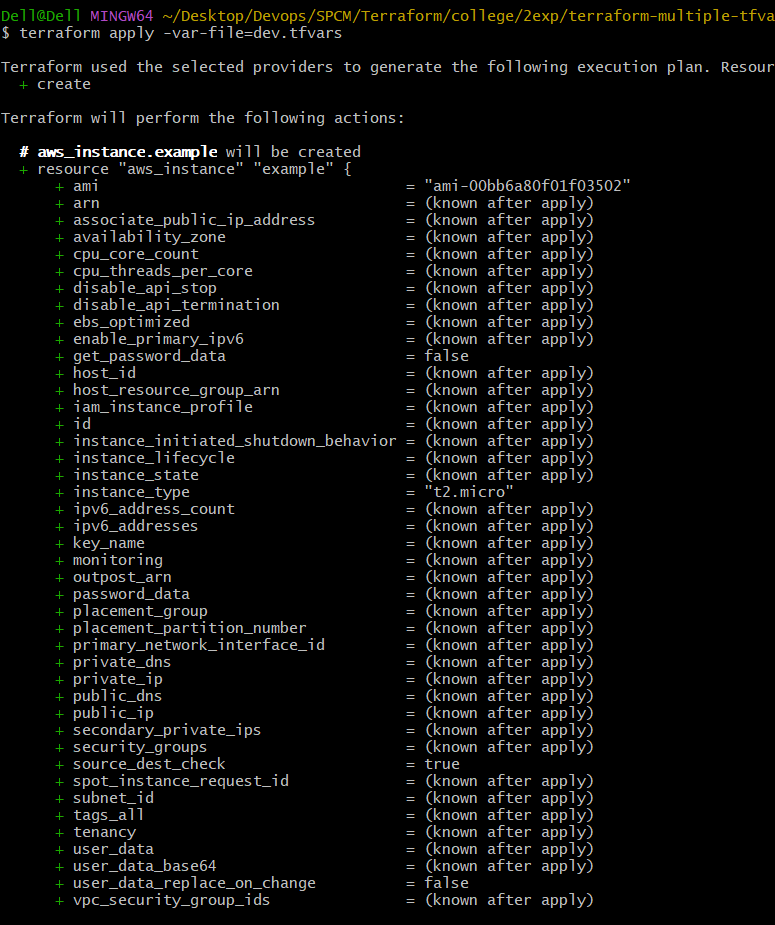 Dell@Dell MINGW64 ~/Desktop/Devops/SPCM/Terraform/college/2exp/terraform-multiple-tfva
$ terraform apply -var-file=dev.tfvars
Terraform used the selected providers to generate the following execution plan. Resour
+ create
Terraform will perform the following actions:
# aws_instance.example will be created
+ resource "aws_instance" "example" {
+ ami = "ami-00bb6a80f01f03502"
+ arn = (known after apply)
+ associate_public_ip_address = (known after apply)
+ availability_zone = (known after apply)
+ cpu_core_count = (known after apply)
+ cpu_threads_per_core = (known after apply)
+ disable_api_stop = (known after apply)
+ disable_api_termination = (known after apply)
+ ebs_optimized = (known after apply)
+ enable_primary_ipv6 = (known after apply)
+ get_password_data = false
+ host_id = (known after apply)
+ host_resource_group_arn = (known after apply)
+ iam_instance_profile = (known after apply)
+ id = (known after apply)
+ instance_initiated_shutdown_behavior = (known after apply)
+ instance_lifecycle = (known after apply)
+ instance_state = (known after apply)
+ instance_type = "t2.micro"
+ ipv6_address_count = (known after apply)
+ ipv6_addresses = (known after apply)
+ key_name = (known after apply)
+ monitoring = (known after apply)
+ outpost_arn = (known after apply)
+ password_data = (known after apply)
+ placement_group = (known after apply)
+ placement_partition_number = (known after apply)
+ primary_network_interface_id = (known after apply)
+ private_dns = (known after apply)
+ private_ip = (known after apply)
+ public_dns = (known after apply)
+ public_ip = (known after apply)
+ secondary_private_ips = (known after apply)
+ security_groups = (known after apply)
+ source_dest_check = true
+ spot_instance_request_id = (known after apply)
+ subnet_id = (known after apply)
+ tags_all = (known after apply)
+ tenancy = (known after apply)
+ user_data = (known after apply)
+ user_data_base64 = (known after apply)
+ user_data_replace_on_change = false
+ vpc_security_group_ids = (known after apply)